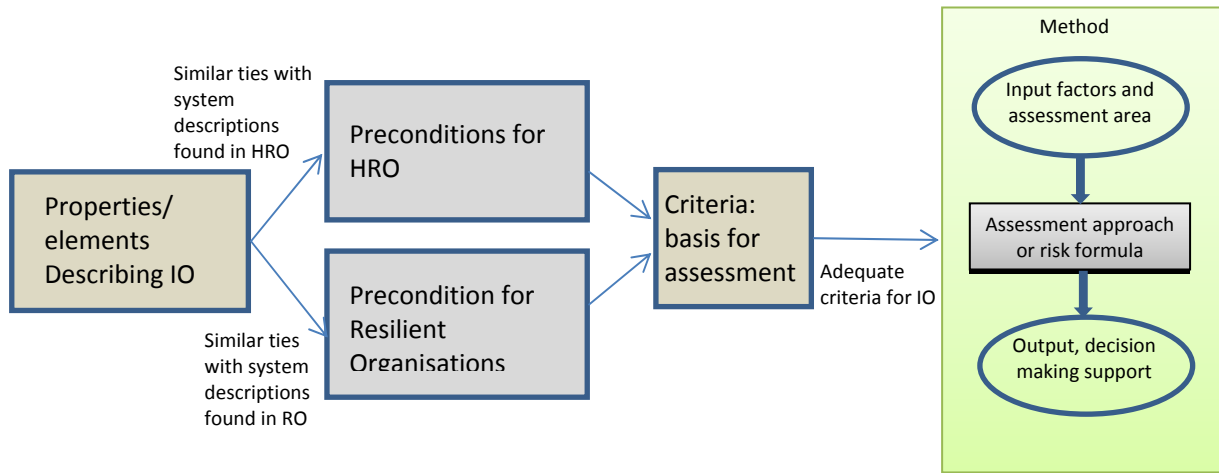 Properties/
elements
Describing IO
Similar ties with
system
descriptions
found in HRO
Similar ties
with system
descriptions
found in RO
Preconditions for
HRO
Precondition for
Resilient
Organisations
Criteria:
basis for
assessment
Adequate
criteria for IO
Method
Input factors and
assessment area
Assessment approach
or risk formula
Output, decision
making support